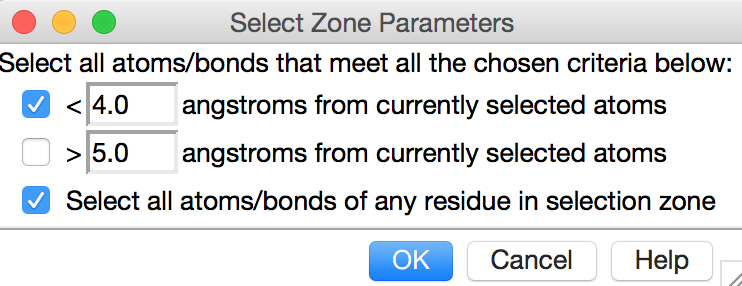 Select Zone Parameters
Select all atoms/bonds that meet all the chosen criteria below:
< 4.0 angstroms from currently selected atoms
> 5.0 angstroms from currently selected atoms
Select all atoms/bonds of any residue in selection zone
OK Cancel Help